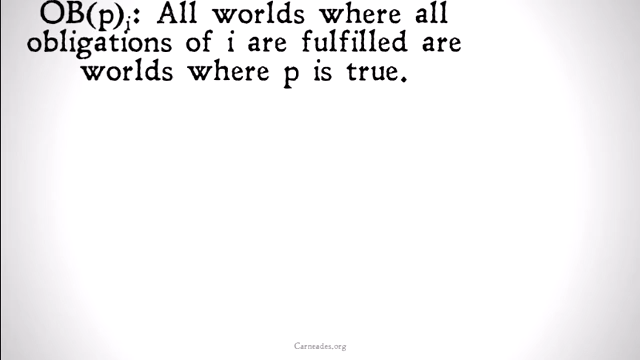 OB(p)ᵢ: All worlds where all
obligations of i are fulfilled are
worlds where p is true.
Carneades.org